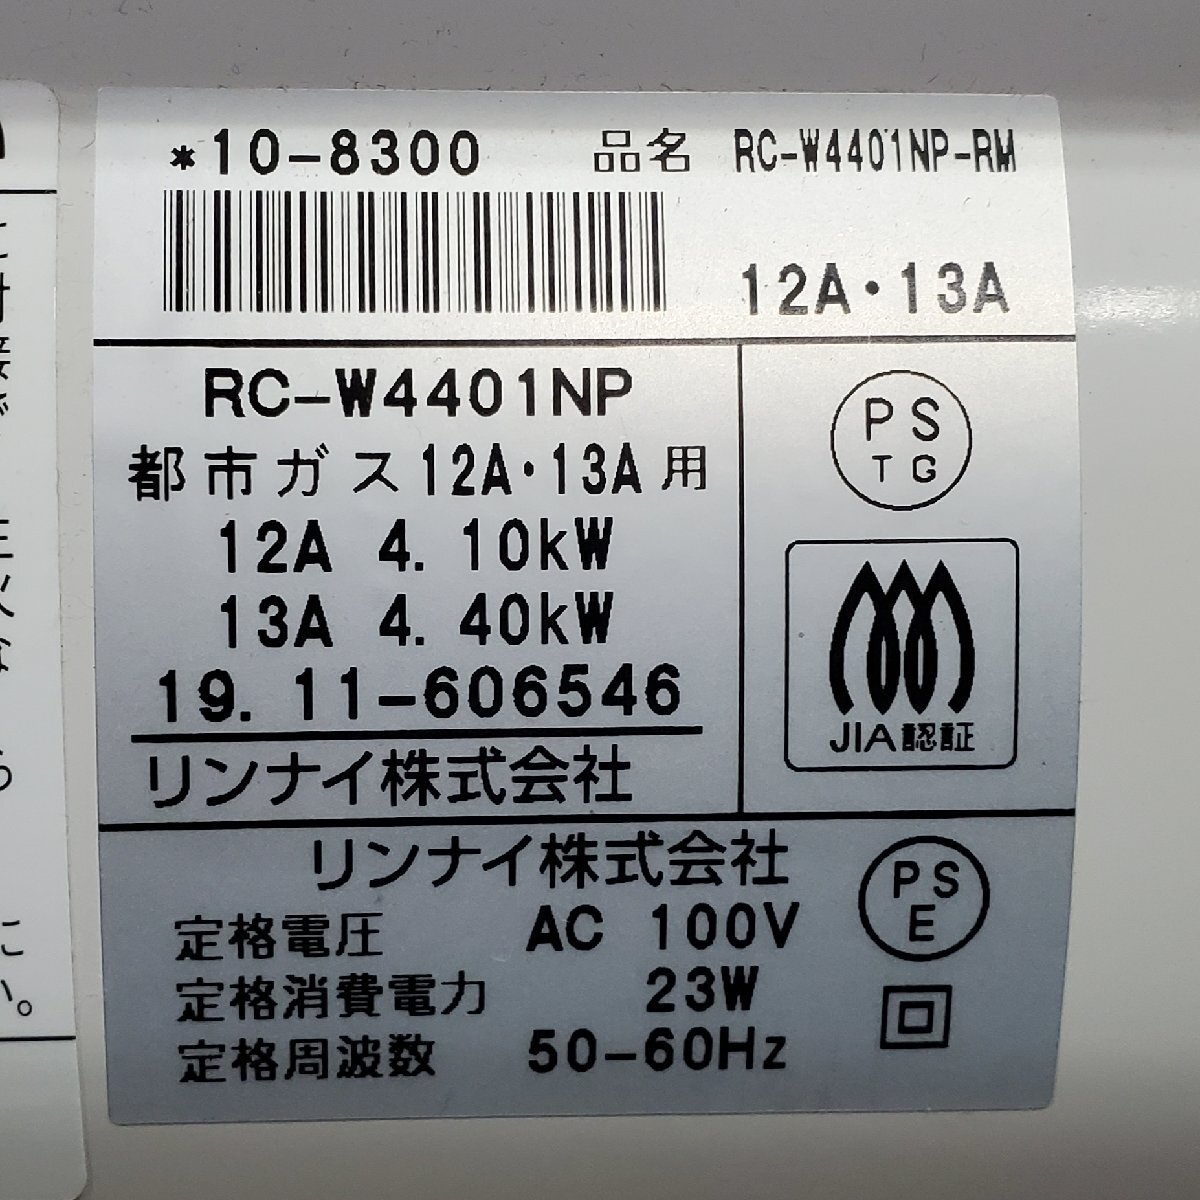 *10-8300 品名 RC-W4401NP-RM
12A・13A
RC-W4401NP
都市ガス12A・13A用
12A 4.10kW
13A 4.40kW
19.11-606546
リンナイ株式会社
PS
TG
JIA認証
リンナイ株式会社
定格電圧 AC 100V
定格消費電力 23W
定格周波数 50-60Hz
PS
E